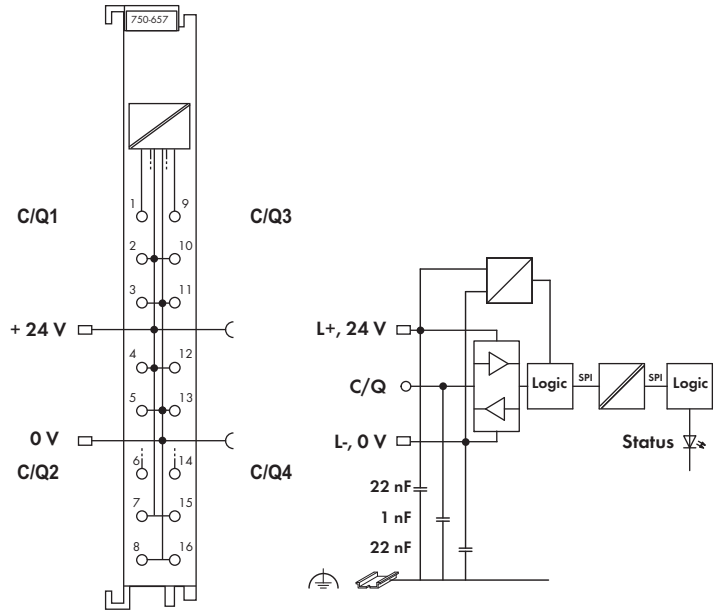 750-657
1 9
C/Q1 C/Q3
2 10
3 11
+ 24 V
4 12
5 13
0 V
C/Q2 C/Q4
6 14
7 15
8 16
L+, 24 V
C/Q
Logic SPI SPI Logic
L-, 0 V
Status
22 nF
1 nF
22 nF